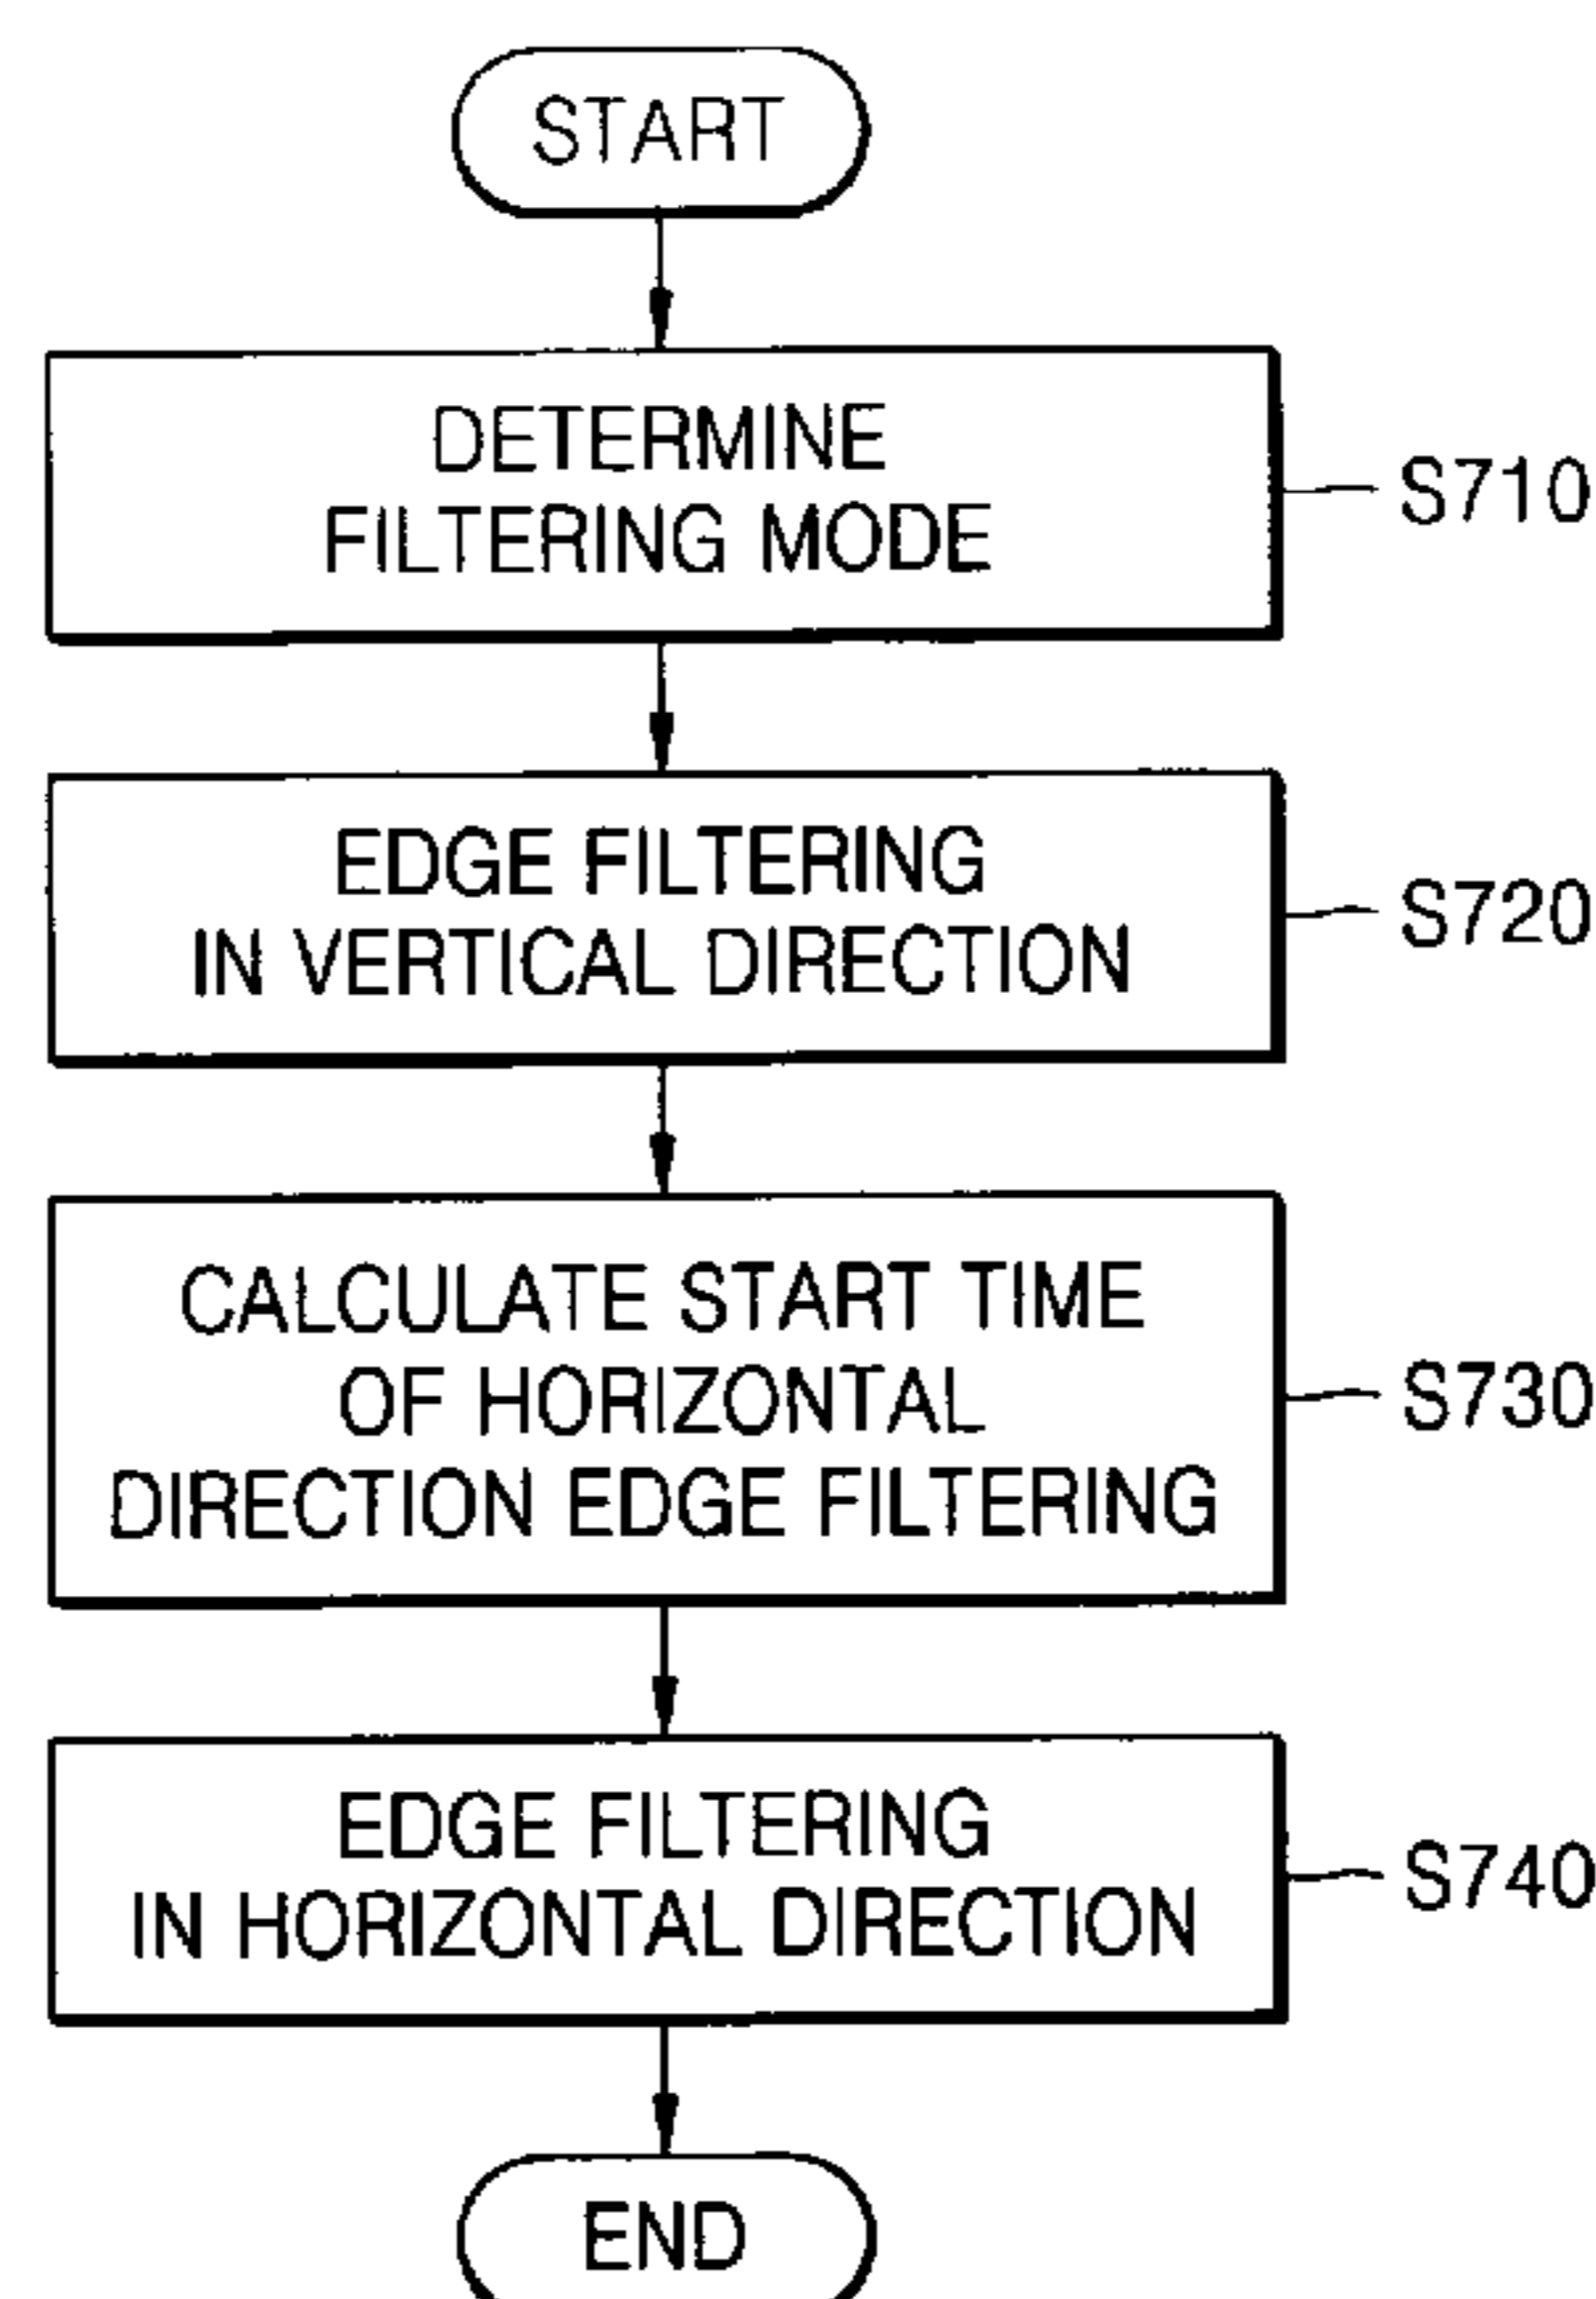 START
DETERMINE
FILTERING MODE
S710
EDGE FILTERING
IN VERTICAL DIRECTION
S720
CALCULATE START TIME
OF HORIZONTAL
DIRECTION EDGE FILTERING
S730
EDGE FILTERING
IN HORIZONTAL DIRECTION
S740
END